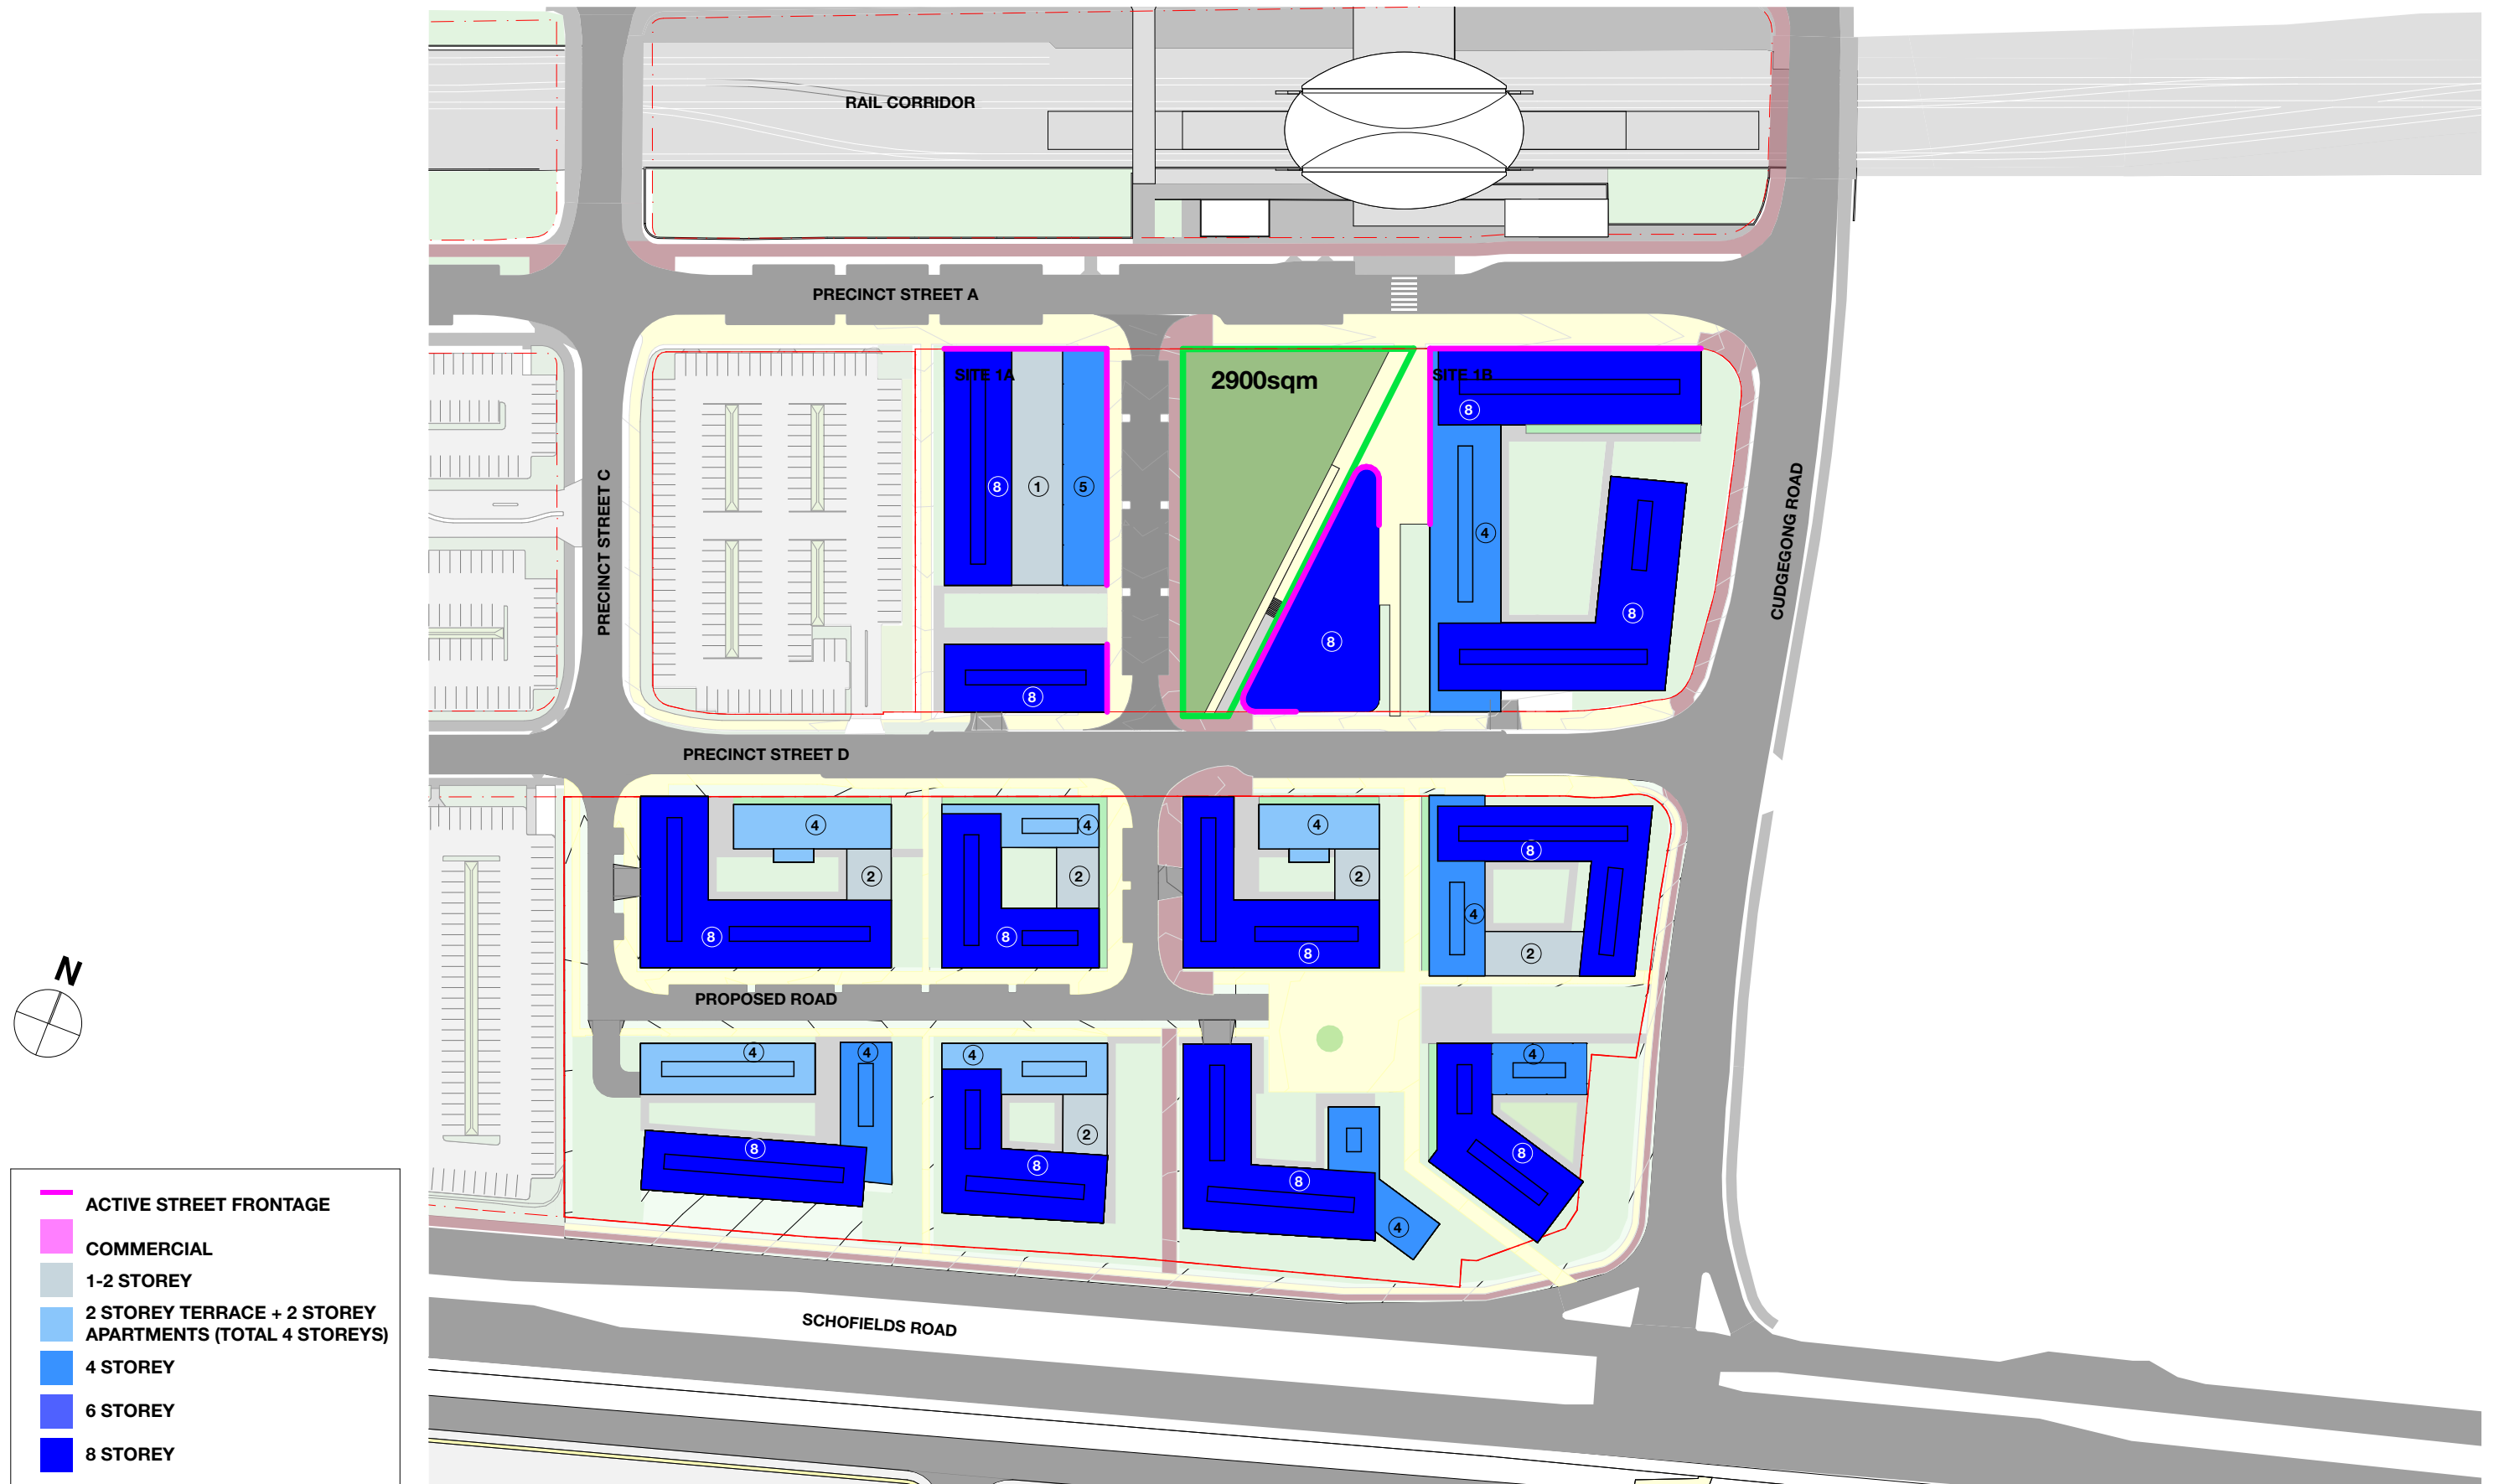 RAIL CORRIDOR
PRECINCT STREET A
SITE 1A
2900sqm
SITE 1B
8
8
1
5
4
PRECINCT STREET C
CUDGEGONG ROAD
8
8
8
PRECINCT STREET D
4
4
4
8
2
2
2
4
8
8
8
2
N
PROPOSED ROAD
4
4
4
4
2
8
8
8
8
4
ACTIVE STREET FRONTAGE
COMMERCIAL
1-2 STOREY
2 STOREY TERRACE + 2 STOREY
APARTMENTS (TOTAL 4 STOREYS)
4 STOREY
6 STOREY
8 STOREY
SCHOFIELDS ROAD